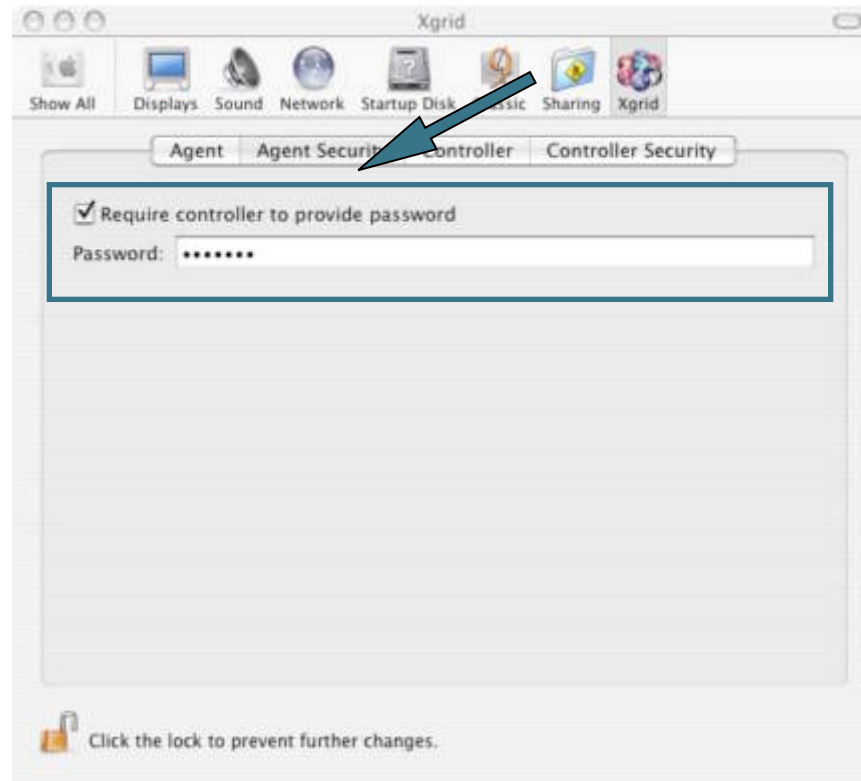 Xgrid
Show All Displays Sound Network Startup Disk Sharing Xgrid
Agent Agent Controller Security
Require controller to provide password
Password: •••••••
Click the lock to prevent further changes.